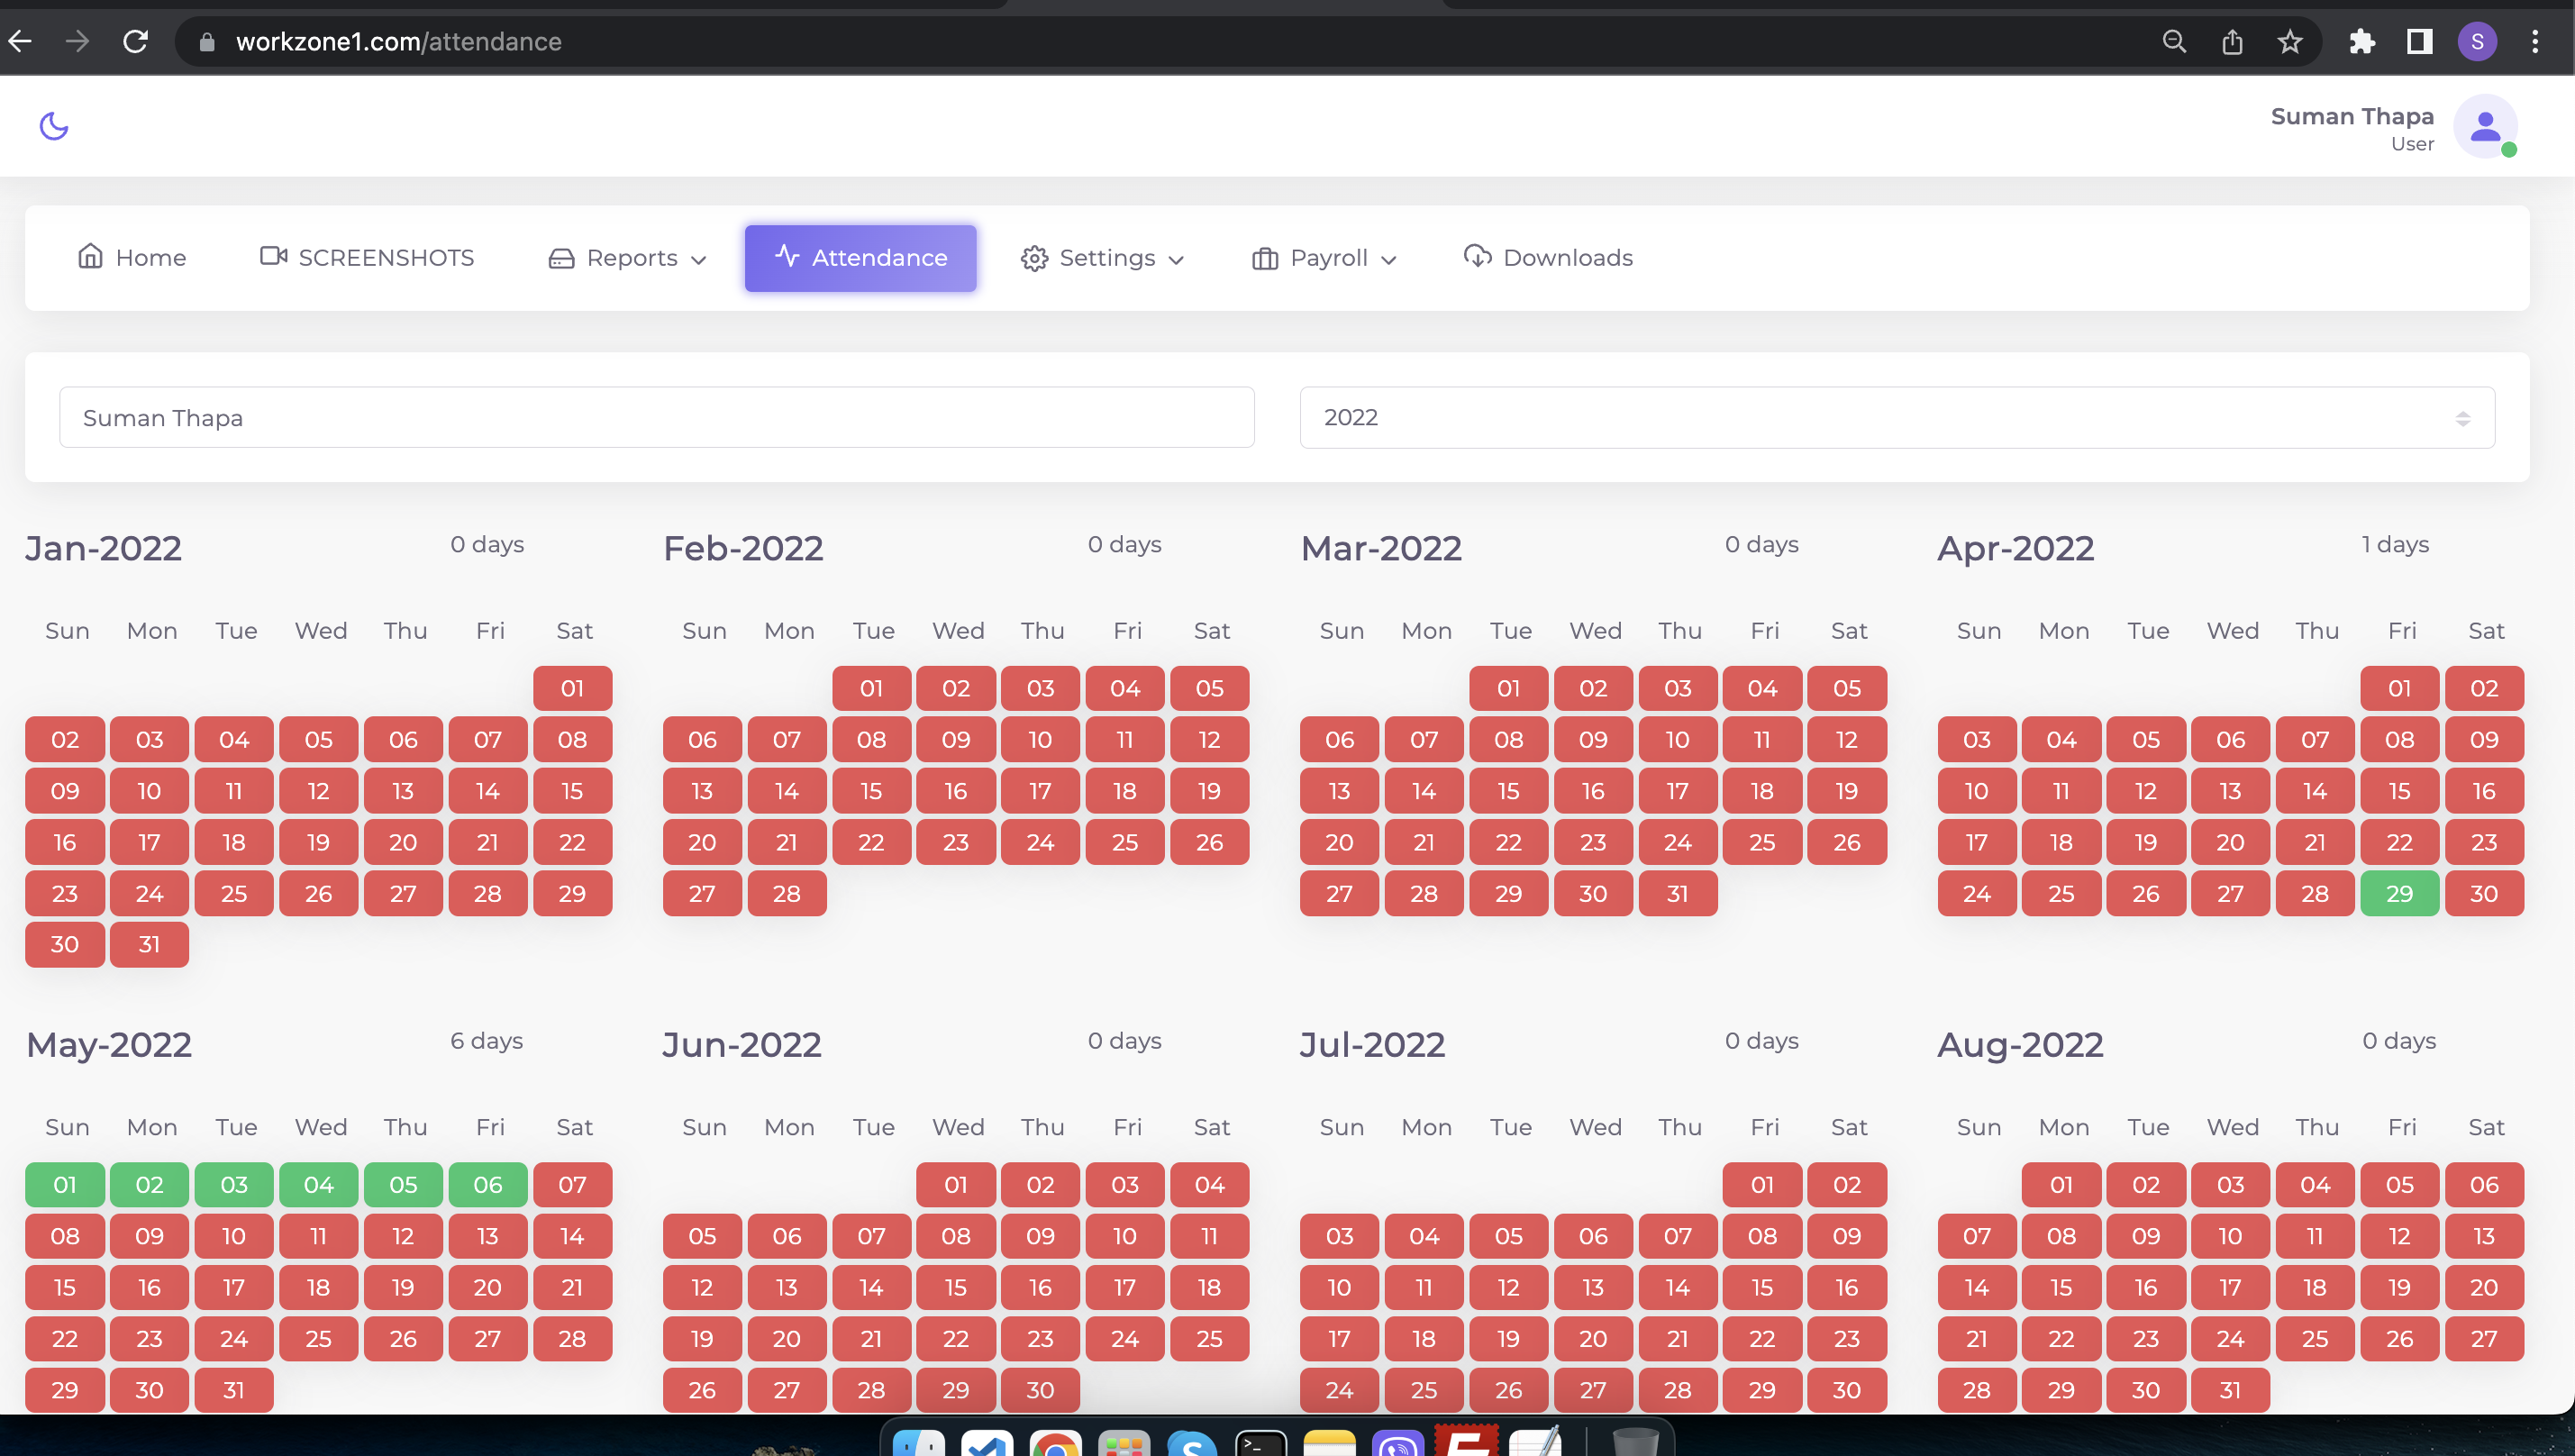 workzone1.com/attendance
S
Suman Thapa
User
Home SCREENSHOTS Reports Attendance Settings Payroll Downloads
Suman Thapa 2022
Jan-2022 0 days Feb-2022 0 days Mar-2022 0 days Apr-2022 1 days
Sun Mon Tue Wed Thu Fri Sat Sun Mon Tue Wed Thu Fri Sat Sun Mon Tue Wed Thu Fri Sat Sun Mon Tue Wed Thu Fri Sat
01 01 02 03 04 05 01 02 03 04 05 01 02
02 03 04 05 06 07 08 06 07 08 09 10 11 12 06 07 08 09 10 11 12 03 04 05 06 07 08 09
09 10 11 12 13 14 15 13 14 15 16 17 18 19 13 14 15 16 17 18 19 10 11 12 13 14 15 16
16 17 18 19 20 21 22 20 21 22 23 24 25 26 20 21 22 23 24 25 26 17 18 19 20 21 22 23
23 24 25 26 27 28 29 27 28 27 28 29 30 31 24 25 26 27 28 29 30
30 31
May-2022 6 days Jun-2022 0 days Jul-2022 0 days Aug-2022 0 days
Sun Mon Tue Wed Thu Fri Sat Sun Mon Tue Wed Thu Fri Sat Sun Mon Tue Wed Thu Fri Sat Sun Mon Tue Wed Thu Fri Sat
01 02 03 04 05 06 07 01 02 03 04 01 02 01 02 03 04 05 06
08 09 10 11 12 13 14 05 06 07 08 09 10 11 03 04 05 06 07 08 09 07 08 09 10 11 12 13
15 16 17 18 19 20 21 12 13 14 15 16 17 18 10 11 12 13 14 15 16 14 15 16 17 18 19 20
22 23 24 25 26 27 28 19 20 21 22 23 24 25 17 18 19 20 21 22 23 21 22 23 24 25 26 27
29 30 31 26 27 28 29 30 24 25 26 27 28 29 30 28 29 30 31